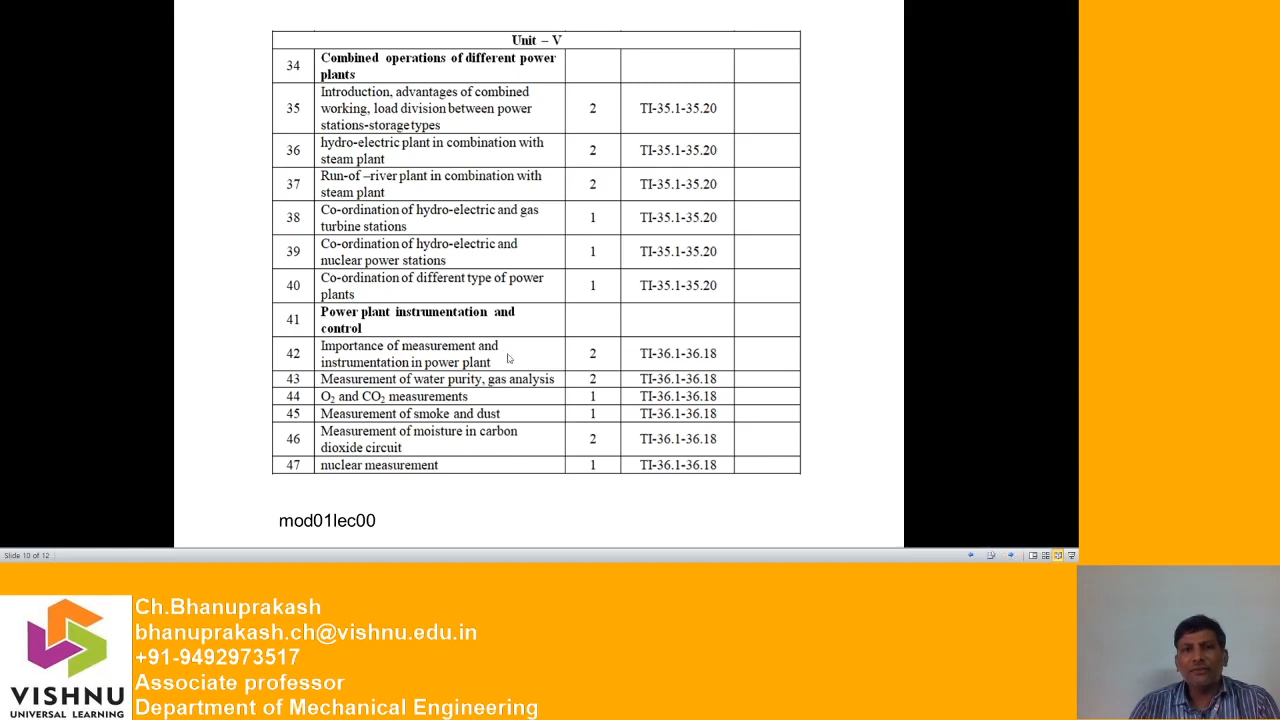 Unit – V
34 Combined operations of different power
plants
35 Introduction, advantages of combined
working, load division between power
stations-storage types 2 TI-35.1-35.20
36 hydro-electric plant in combination with
steam plant 2 TI-35.1-35.20
37 Run-of –river plant in combination with
steam plant 2 TI-35.1-35.20
38 Co-ordination of hydro-electric and gas
turbine stations 1 TI-35.1-35.20
39 Co-ordination of hydro-electric and
nuclear power stations 1 TI-35.1-35.20
40 Co-ordination of different type of power
plants 1 TI-35.1-35.20
41 Power plant instrumentation and
control
42 Importance of measurement and
instrumentation in power plant 2 TI-36.1-36.18
43 Measurement of water purity, gas analysis 2 TI-36.1-36.18
44 O2 and CO2 measurements 1 TI-36.1-36.18
45 Measurement of smoke and dust 1 TI-36.1-36.18
46 Measurement of moisture in carbon
dioxide circuit 2 TI-36.1-36.18
47 nuclear measurement 1 TI-36.1-36.18
mod01lec00
Slide 10 of 12
Ch.Bhanuprakash
bhanuprakash.ch@vishnu.edu.in
+91-9492973517
Associate professor
Department of Mechanical Engineering
VISHNU
UNIVERSAL LEARNING